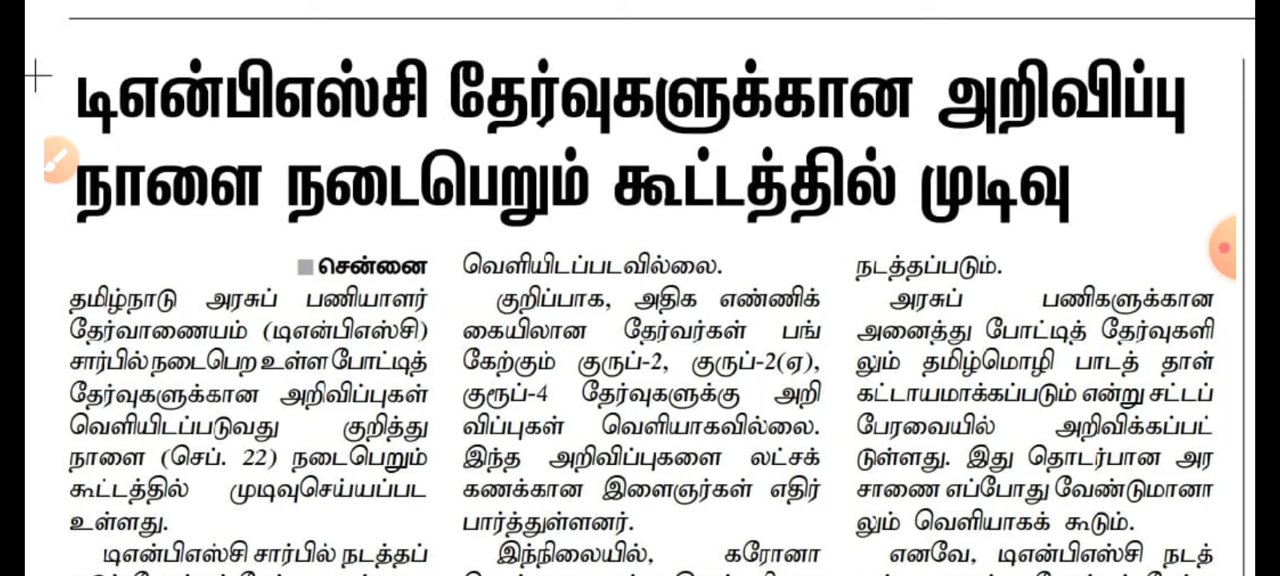 டிஎன்பிஎஸ்சி தேர்வுகளுக்கான அறிவிப்பு
நாளை நடைபெறும் கூட்டத்தில் முடிவு
சென்னை
தமிழ்நாடு அரசுப் பணியாளர்
தேர்வாணையம் (டிஎன்பிஎஸ்சி)
சார்பில் நடைபெற உள்ள போட்டித்
தேர்வுகளுக்கான அறிவிப்புகள்
வெளியிடப்படுவது குறித்து
நாளை (செப். 22) நடைபெறும்
கூட்டத்தில் முடிவுசெய்யப்பட
உள்ளது.
டிஎன்பிஎஸ்சி சார்பில் நடத்தப்
வெளியிடப்படவில்லை.
குறிப்பாக, அதிக எண்ணிக்
கையிலான தேர்வர்கள் பங்
கேற்கும் குருப்-2, குருப்-2(ஏ),
குரூப்-4 தேர்வுகளுக்கு அறி
விப்புகள் வெளியாகவில்லை.
இந்த அறிவிப்புகளை லட்சக்
கணக்கான இளைஞர்கள் எதிர்
பார்த்துள்ளனர்.
இந்நிலையில், கரோனா
நடத்தப்படும்.
அரசுப் பணிகளுக்கான
அனைத்து போட்டித் தேர்வுகளி
லும் தமிழ்மொழி பாடத் தாள்
கட்டாயமாக்கப்படும் என்று சட்டப்
பேரவையில் அறிவிக்கப்பட்
டுள்ளது. இது தொடர்பான அர
சாணை எப்போது வேண்டுமானா
லும் வெளியாகக் கூடும்.
எனவே, டிஎன்பிஎஸ்சி நடத்